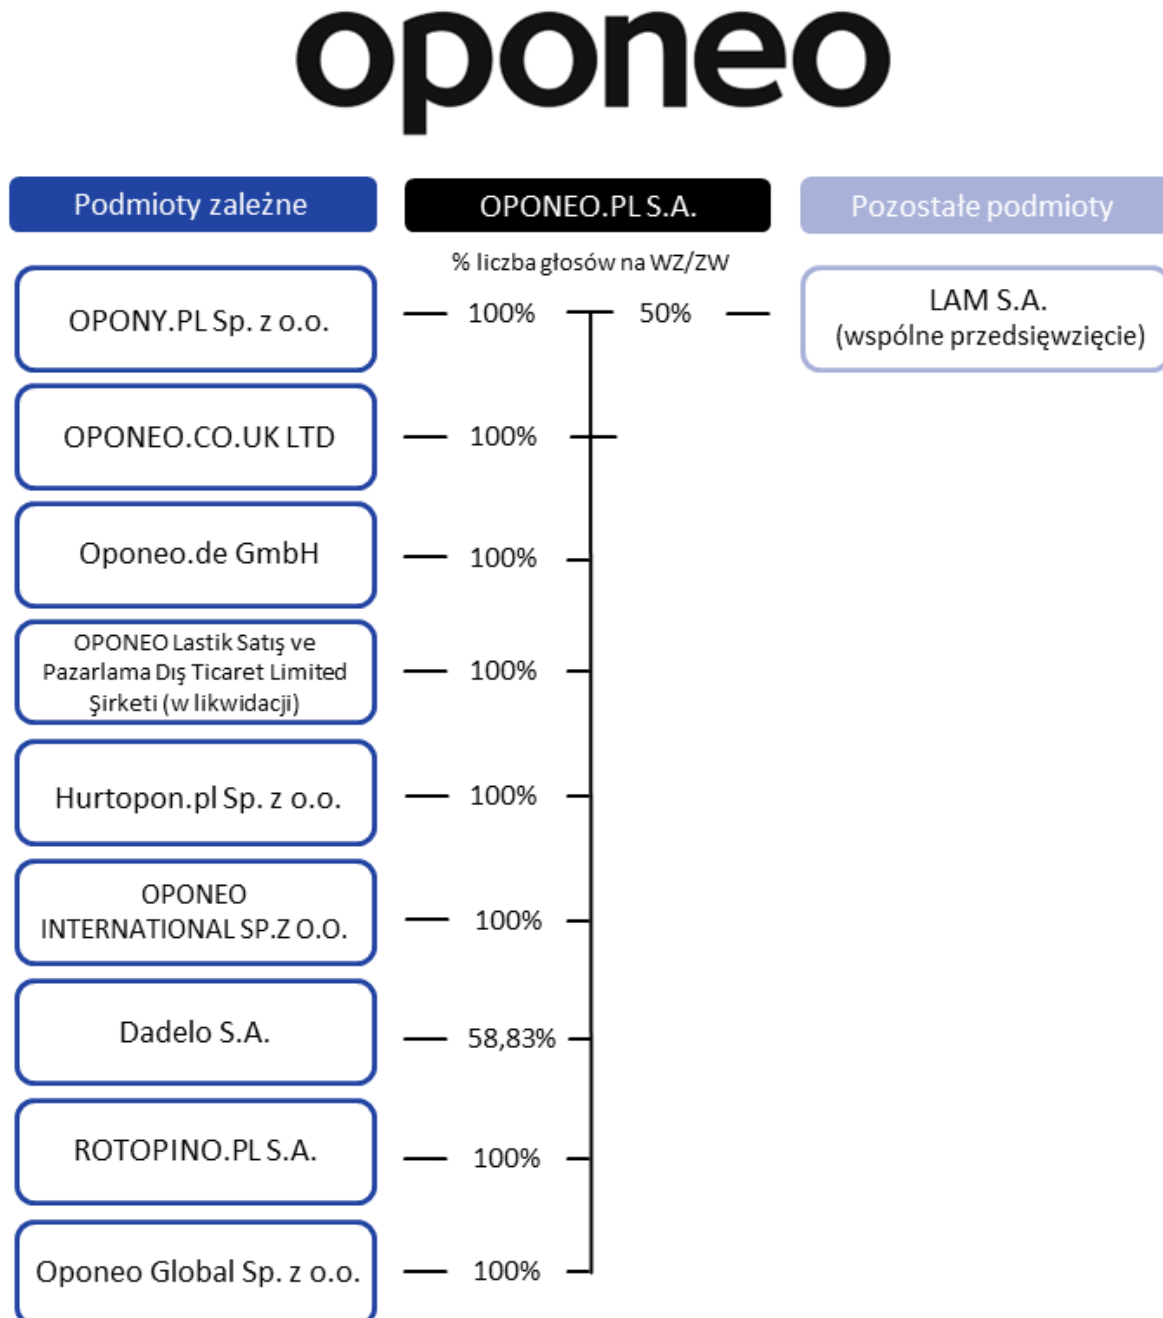 oponeo
Podmioty zależne
OPONEO.PL S.A.
Pozostałe podmioty
% liczba głosów na WZ/ZW
OPONY.PL Sp. z o.o.
100%
50%
LAM S.A.
(wspólne przedsięwzięcie)
OPONEO.CO.UK LTD
100%
Oponeo.de GmbH
100%
OPONEO Lastik Satış ve
Pazarlama Dış Ticaret Limited
Şirketi (w likwidacji)
100%
Hurtopon.pl Sp. z o.o.
100%
OPONEO
INTERNATIONAL SP.Z O.O.
100%
Dadelo S.A.
58,83%
ROTOPINO.PL S.A.
100%
Oponeo Global Sp. z o.o.
100%